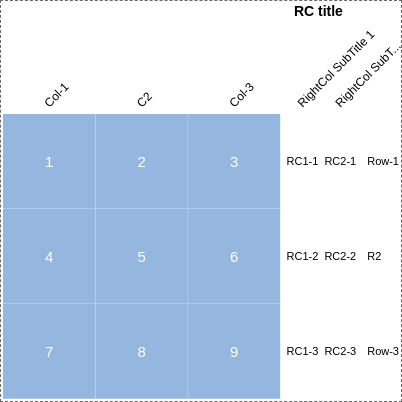 RC title
Col-1 C2 Col-3 RightCol SubTitle 1 RightCol SubT...
1 2 3 RC1-1 RC2-1 Row-1
4 5 6 RC1-2 RC2-2 R2
7 8 9 RC1-3 RC2-3 Row-3